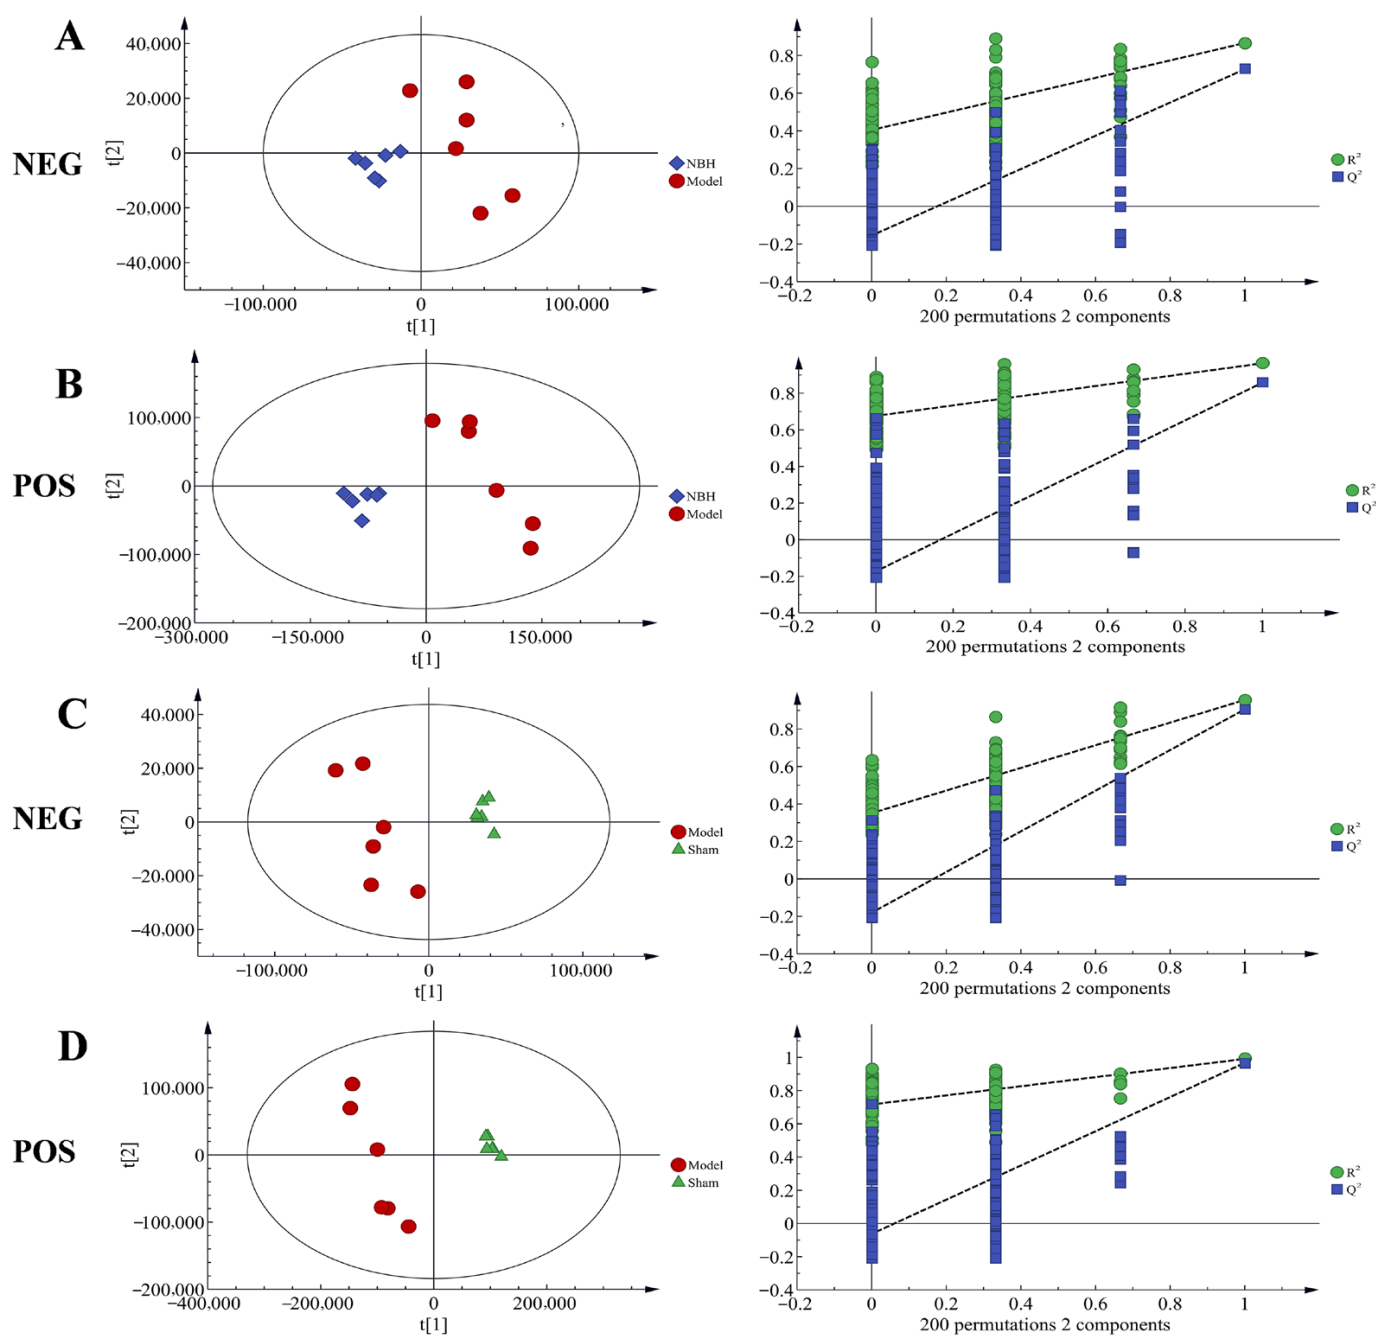 A
NEG
40,000
20,000
0
−20,000
−40,000
t[2]
−100,000 0 100,000
t[1]
,
NBH
Model
0.8
0.6
0.4
0.2
0
−0.2
−0.4
−0.2 0 0.2 0.4 0.6 0.8 1
200 permutations 2 components
R²
Q²
B
POS
100,000
0
−100,000
−200,000
t[2]
−300,000 −150,000 0 150,000
t[1]
NBH
Model
0.8
0.6
0.4
0.2
0
−0.2
−0.4
−0.2 0 0.2 0.4 0.6 0.8 1
200 permutations 2 components
R²
Q²
C
NEG
40,000
20,000
0
−20,000
−40,000
t[2]
−100,000 0 100,000
t[1]
Model
Sham
0.8
0.6
0.4
0.2
0
−0.2
−0.4
−0.2 0 0.2 0.4 0.6 0.8 1
200 permutations 2 components
R²
Q²
D
POS
100,000
0
−100,000
−200,000
t[2]
−400,000 −200,000 0 200,000
t[1]
Model
Sham
1
0.8
0.6
0.4
0.2
0
−0.2
−0.4
−0.2 0 0.2 0.4 0.6 0.8 1
200 permutations 2 components
R²
Q²